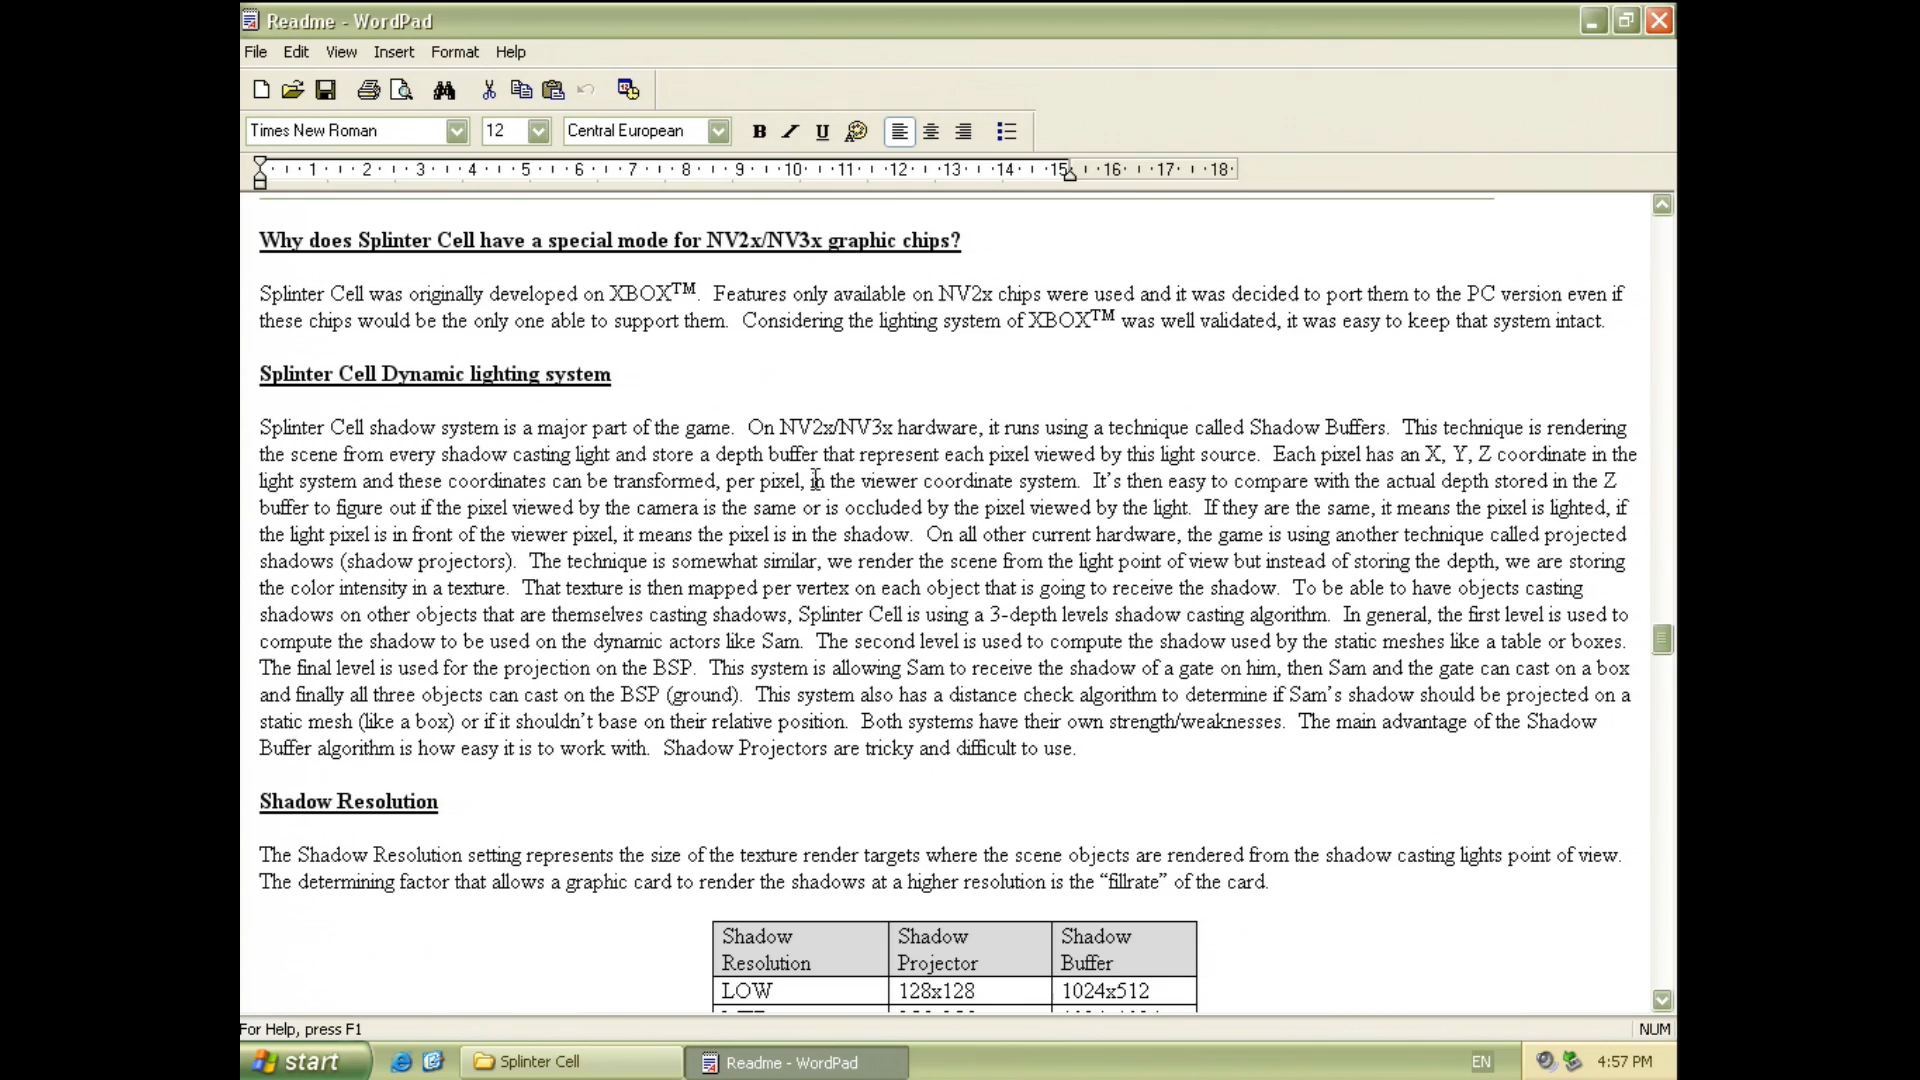 Readme - WordPad
File Edit View Insert Format Help
Times New Roman 12 Central European
1 2 3 4 5 6 7 8 9 10 11 12 13 14 15 16 17 18
Why does Splinter Cell have a special mode for NV2x/NV3x graphic chips?
Splinter Cell was originally developed on XBOX™. Features only available on NV2x chips were used and it was decided to port them to the PC version even if
these chips would be the only one able to support them. Considering the lighting system of XBOX™ was well validated, it was easy to keep that system intact.
Splinter Cell Dynamic lighting system
Splinter Cell shadow system is a major part of the game. On NV2x/NV3x hardware, it runs using a technique called Shadow Buffers. This technique is rendering
the scene from every shadow casting light and store a depth buffer that represent each pixel viewed by this light source. Each pixel has an X, Y, Z coordinate in the
light system and these coordinates can be transformed, per pixel, in the viewer coordinate system. It’s then easy to compare with the actual depth stored in the Z
buffer to figure out if the pixel viewed by the camera is the same or is occluded by the pixel viewed by the light. If they are the same, it means the pixel is lighted, if
the light pixel is in front of the viewer pixel, it means the pixel is in the shadow. On all other current hardware, the game is using another technique called projected
shadows (shadow projectors). The technique is somewhat similar, we render the scene from the light point of view but instead of storing the depth, we are storing
the color intensity in a texture. That texture is then mapped per vertex on each object that is going to receive the shadow. To be able to have objects casting
shadows on other objects that are themselves casting shadows, Splinter Cell is using a 3-depth levels shadow casting algorithm. In general, the first level is used to
compute the shadow to be used on the dynamic actors like Sam. The second level is used to compute the shadow used by the static meshes like a table or boxes.
The final level is used for the projection on the BSP. This system is allowing Sam to receive the shadow of a gate on him, then Sam and the gate can cast on a box
and finally all three objects can cast on the BSP (ground). This system also has a distance check algorithm to determine if Sam’s shadow should be projected on a
static mesh (like a box) or if it shouldn’t base on their relative position. Both systems have their own strength/weaknesses. The main advantage of the Shadow
Buffer algorithm is how easy it is to work with. Shadow Projectors are tricky and difficult to use.
Shadow Resolution
The Shadow Resolution setting represents the size of the texture render targets where the scene objects are rendered from the shadow casting lights point of view.
The determining factor that allows a graphic card to render the shadows at a higher resolution is the “fillrate” of the card.
Shadow Shadow Shadow
Resolution Projector Buffer
LOW 128x128 1024x512
For Help, press F1 NUM
start Splinter Cell Readme - WordPad EN 4:57 PM